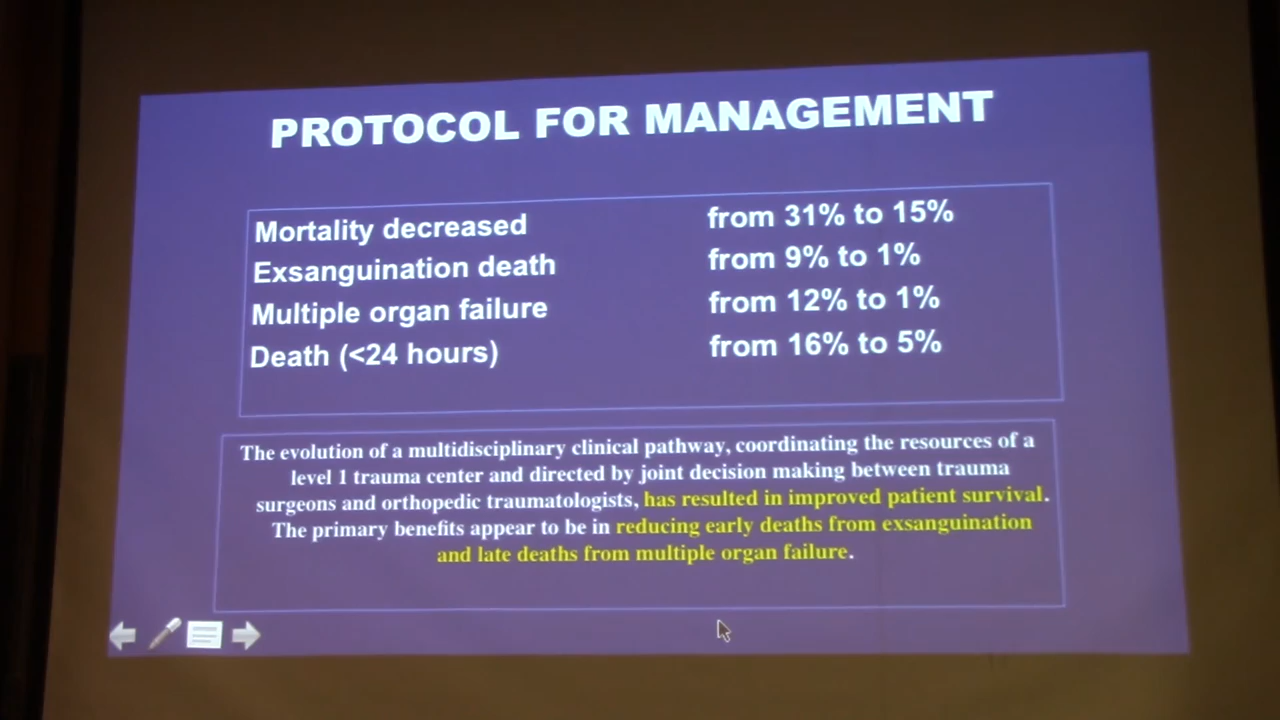 PROTOCOL FOR MANAGEMENT
Mortality decreased from 31% to 15%
Exsanguination death from 9% to 1%
Multiple organ failure from 12% to 1%
Death (<24 hours) from 16% to 5%
The evolution of a multidisciplinary clinical pathway, coordinating the resources of a
level 1 trauma center and directed by joint decision making between trauma
surgeons and orthopedic traumatologists, has resulted in improved patient survival.
The primary benefits appear to be in reducing early deaths from exsanguination
and late deaths from multiple organ failure.